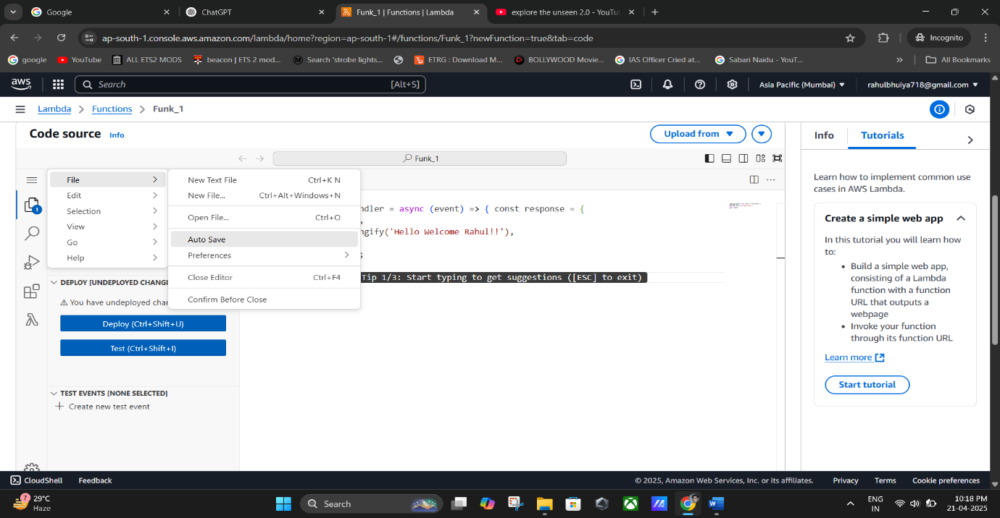 Google
ChatGPT
Funk_1 | Functions | Lambda
explore the unseen 2.0 - YouTu
ap-south-1.console.aws.amazon.com/lambda/home?region=ap-south-1#/functions/Funk_1?newFunction=true&tab=code
Incognito
google
YouTube
ALL ETS2 MODS
beacon | ETS 2 mod...
Search 'strobe lights...
ETRG : Download M...
BOLLYWOOD Movie...
IAS Officer Cried at...
Sabari Naidu - YouT...
All Bookmarks
aws
Search
[Alt+S]
Asia Pacific (Mumbai)
rahulbhuiya718@gmail.com
Lambda
Functions
Funk_1
Code source
Info
Upload from
Funk_1
File
Edit
Selection
View
Go
Help
New Text File Ctrl+K N
New File... Ctrl+Alt+Windows+N
Open File... Ctrl+O
Auto Save
Preferences
Close Editor Ctrl+F4
Confirm Before Close
1
ndler = async (event) => { const response = {
,
ngify('Hello Welcome Rahul!!'),
;
Tip 1/3: Start typing to get suggestions ([ESC] to exit)
DEPLOY [UNDEPLOYED CHANGE
You have undeployed char
Deploy (Ctrl+Shift+U)
Test (Ctrl+Shift+I)
TEST EVENTS [NONE SELECTED]
Create new test event
Info
Tutorials
Learn how to implement common use
cases in AWS Lambda.
Create a simple web app
In this tutorial you will learn how
to:
• Build a simple web app,
consisting of a Lambda
function with a function
URL that outputs a
webpage
• Invoke your function
through its function URL
Learn more
Start tutorial
CloudShell
Feedback
© 2025, Amazon Web Services, Inc. or its affiliates.
Privacy
Terms
Cookie preferences
7
29°C
Haze
Search
ENG
IN
10:18 PM
21-04-2025